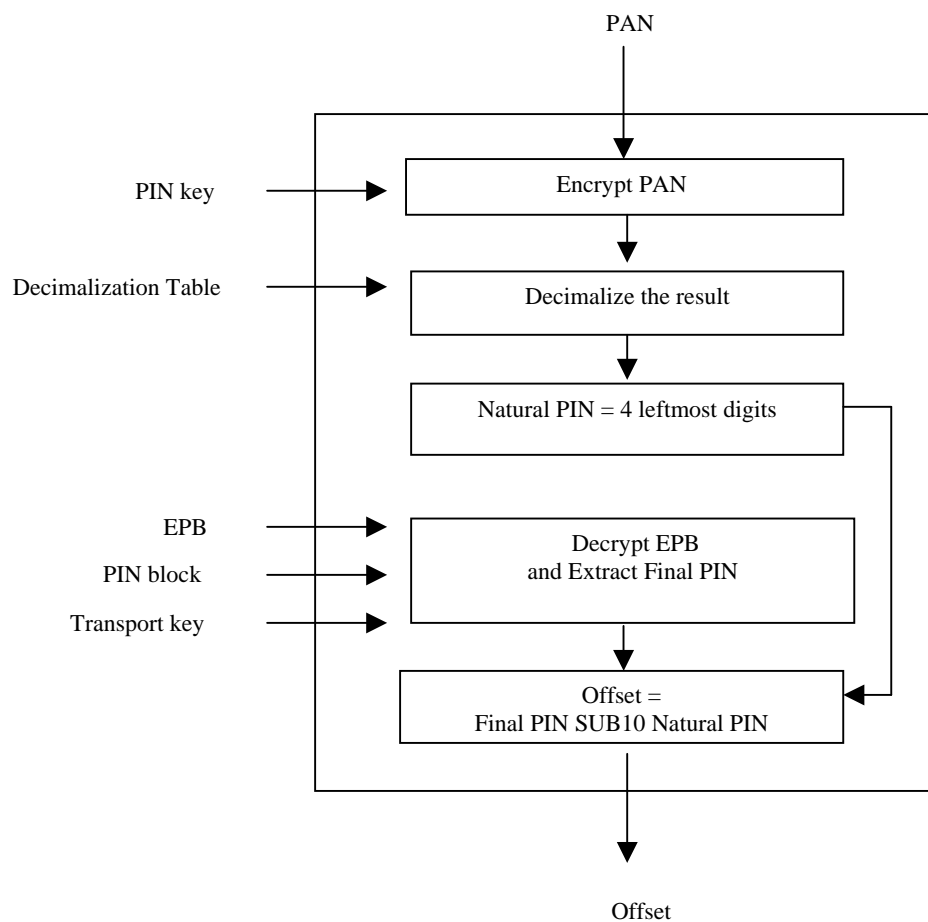 PAN
Encrypt PAN
PIN key
Decimalization Table
Decimalize the result
Natural PIN = 4 leftmost digits
EPB
PIN block
Transport key
Decrypt EPB
and Extract Final PIN
Offset =
Final PIN SUB10 Natural PIN
Offset